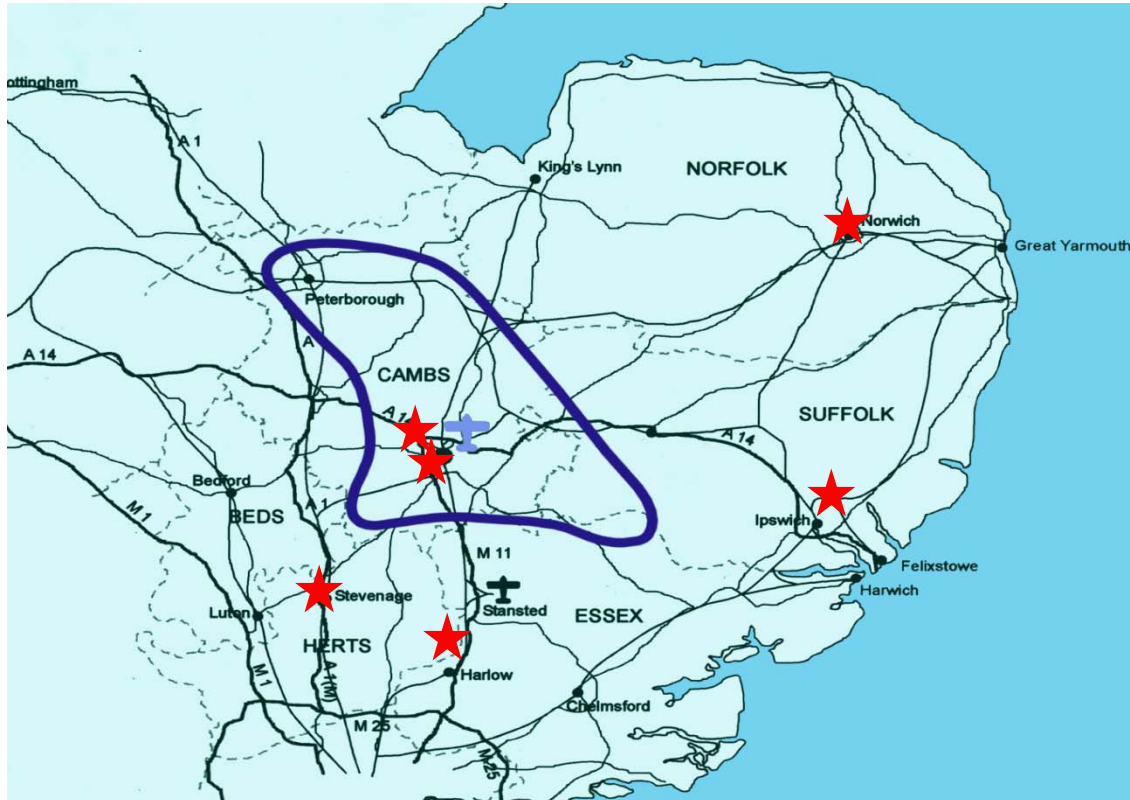 ottingham
A 1
King's Lynn
NORFOLK
Norwich
Great Yarmouth
Peterborough
A
A 14
CAMBS
SUFFOLK
A 14
Bedford
BEDS
A 1
M 1
Ipswich
M 11
Felixstowe
Harwich
Stevenage
Stansted
ESSEX
Luton
HERTS
Harlow
A 1(M)
M 1
Chelmsford
M 25
M 25